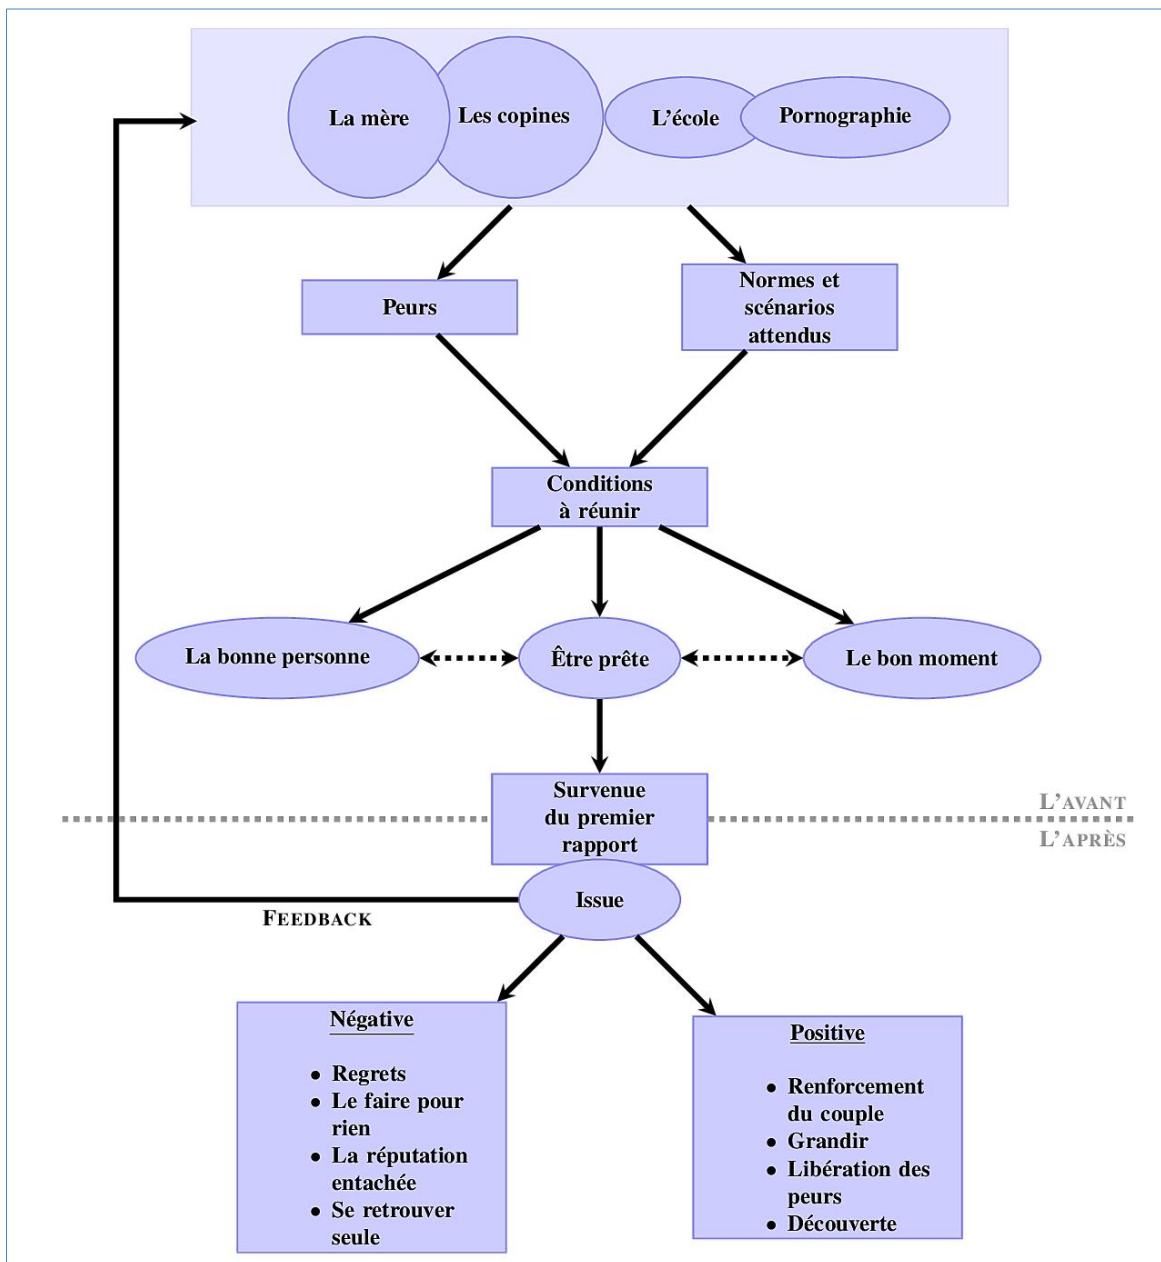 La mère
Les copines
L'école
Pornographie
Peurs
Normes et
scénarios
attendus
Conditions
à réunir
La bonne personne
Être prête
Le bon moment
Survenue
du premier
rapport
L'AVANT
L'APRÈS
Issue
FEEDBACK
Négative
• Regrets
• Le faire pour
rien
• La réputation
entachée
• Se retrouver
seule
Positive
• Renforcement
du couple
• Grandir
• Libération des
peurs
• Découverte